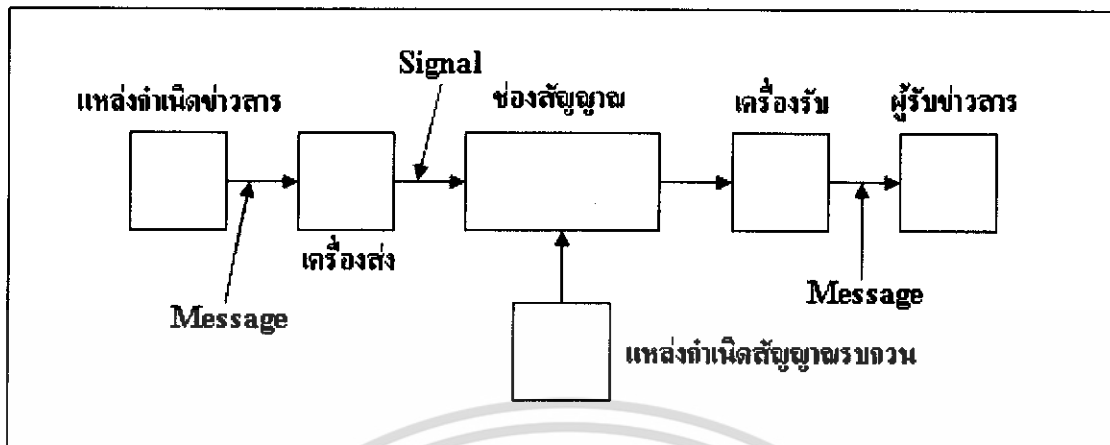 Signal
แหล่งกำเนิดข่าวสาร
ช่องสัญญาณ
เครื่องรับ
ผู้รับข่าวสาร
เครื่องส่ง
Message
Message
แหล่งกำเนิดสัญญาณรบกวน